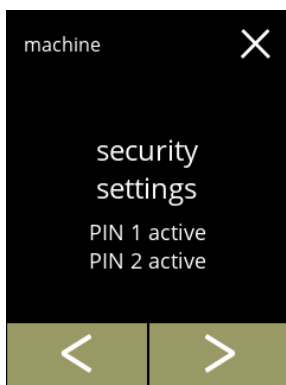 machine
security
settings
PIN 1 active
PIN 2 active